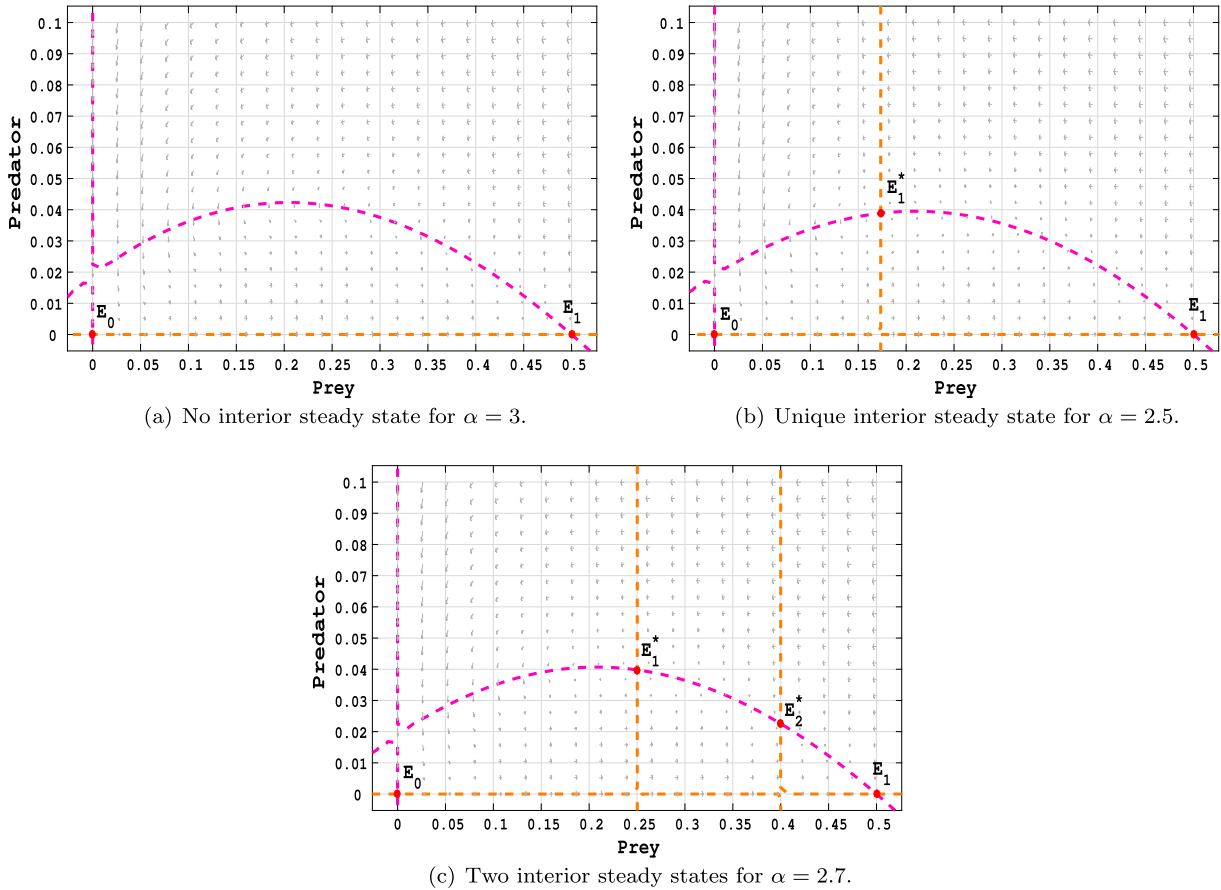 0.1
0.09
0.08
0.07
0.06
0.05
0.04
0.03
0.02
0.01
0
Predator
E0
E1
0 0.05 0.1 0.15 0.2 0.25 0.3 0.35 0.4 0.45 0.5
Prey
(a) No interior steady state for α = 3.
0.1
0.09
0.08
0.07
0.06
0.05
0.04
0.03
0.02
0.01
0
Predator
E1*
E0
E1
0 0.05 0.1 0.15 0.2 0.25 0.3 0.35 0.4 0.45 0.5
Prey
(b) Unique interior steady state for α = 2.5.
0.1
0.09
0.08
0.07
0.06
0.05
0.04
0.03
0.02
0.01
0
Predator
E1*
E2*
E0
E1
0 0.05 0.1 0.15 0.2 0.25 0.3 0.35 0.4 0.45 0.5
Prey
(c) Two interior steady states for α = 2.7.